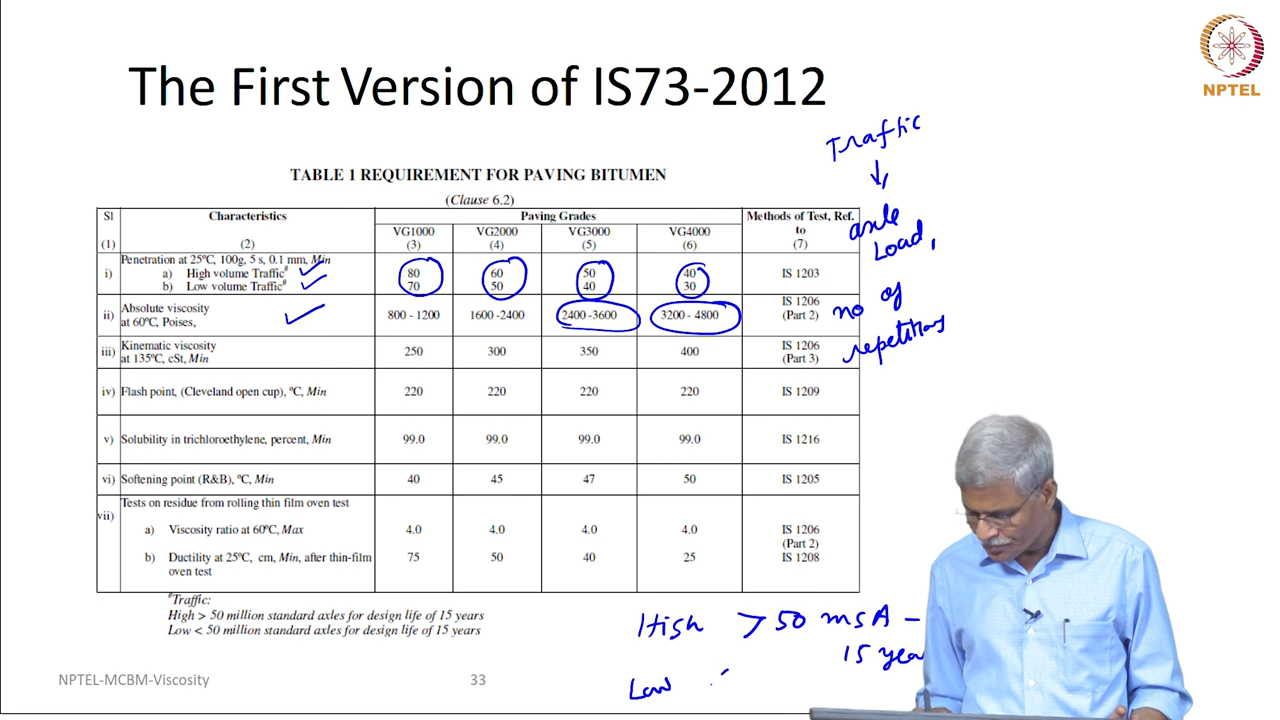 The First Version of IS73-2012
NPTEL
Traffic
↓
axle
Load,
no of
repetitions
TABLE 1 REQUIREMENT FOR PAVING BITUMEN
(Clause 6.2)
Sl Characteristics Paving Grades Methods of Test, Ref.
to
VG1000 VG2000 VG3000 VG4000
(1) (2) (3) (4) (5) (6) (7)
Penetration at 25ºC, 100g, 5 s, 0.1 mm, Min
i) a) High volume Traffic# 80 60 50 40 IS 1203
b) Low volume Traffic# 70 50 40 30
ii) Absolute viscosity 800 - 1200 1600 -2400 2400 -3600 3200 - 4800 IS 1206
at 60ºC, Poises, (Part 2)
iii) Kinematic viscosity 250 300 350 400 IS 1206
at 135ºC, cSt, Min (Part 3)
iv) Flash point, (Cleveland open cup), ºC, Min 220 220 220 220 IS 1209
v) Solubility in trichloroethylene, percent, Min 99.0 99.0 99.0 99.0 IS 1216
vi) Softening point (R&B), ºC, Min 40 45 47 50 IS 1205
vii) Tests on residue from rolling thin film oven test
a) Viscosity ratio at 60ºC, Max 4.0 4.0 4.0 4.0 IS 1206
(Part 2)
b) Ductility at 25ºC, cm, Min, after thin-film 75 50 40 25 IS 1208
oven test
#Traffic:
High > 50 million standard axles for design life of 15 years
Low < 50 million standard axles for design life of 15 years
High > 50 msA –
15 yea
Low
NPTEL-MCBM-Viscosity 33